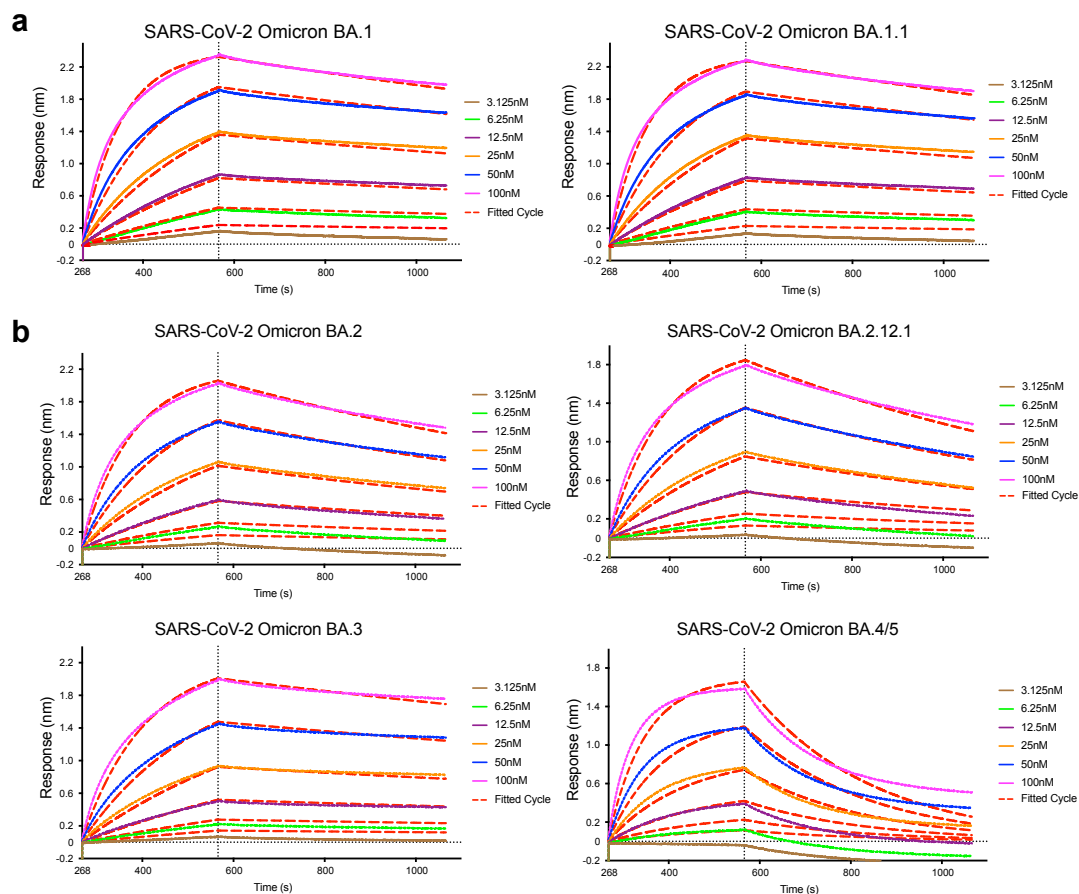 a
SARS-CoV-2 Omicron BA.1
Response (nm)
2.2
1.8
1.4
1.0
0.6
0.2
0
-0.2
268
400
600
800
1000
Time (s)
3.125nM
6.25nM
12.5nM
25nM
50nM
100nM
Fitted Cycle
SARS-CoV-2 Omicron BA.1.1
Response (nm)
2.2
1.8
1.4
1.0
0.6
0.2
0
-0.2
268
400
600
800
1000
Time (s)
3.125nM
6.25nM
12.5nM
25nM
50nM
100nM
Fitted Cycle
b
SARS-CoV-2 Omicron BA.2
Response (nm)
2.2
1.8
1.4
1.0
0.6
0.2
0
-0.2
268
400
600
800
1000
Time (s)
3.125nM
6.25nM
12.5nM
25nM
50nM
100nM
Fitted Cycle
SARS-CoV-2 Omicron BA.2.12.1
Response (nm)
1.8
1.4
1.0
0.6
0.2
0
-0.2
268
400
600
800
1000
Time (s)
3.125nM
6.25nM
12.5nM
25nM
50nM
100nM
Fitted Cycle
SARS-CoV-2 Omicron BA.3
Response (nm)
2.2
1.8
1.4
1.0
0.6
0.2
0
-0.2
268
400
600
800
1000
Time (s)
3.125nM
6.25nM
12.5nM
25nM
50nM
100nM
Fitted Cycle
SARS-CoV-2 Omicron BA.4/5
Response (nm)
1.8
1.4
1.0
0.6
0.2
0
-0.2
268
400
600
800
1000
Time (s)
3.125nM
6.25nM
12.5nM
25nM
50nM
100nM
Fitted Cycle